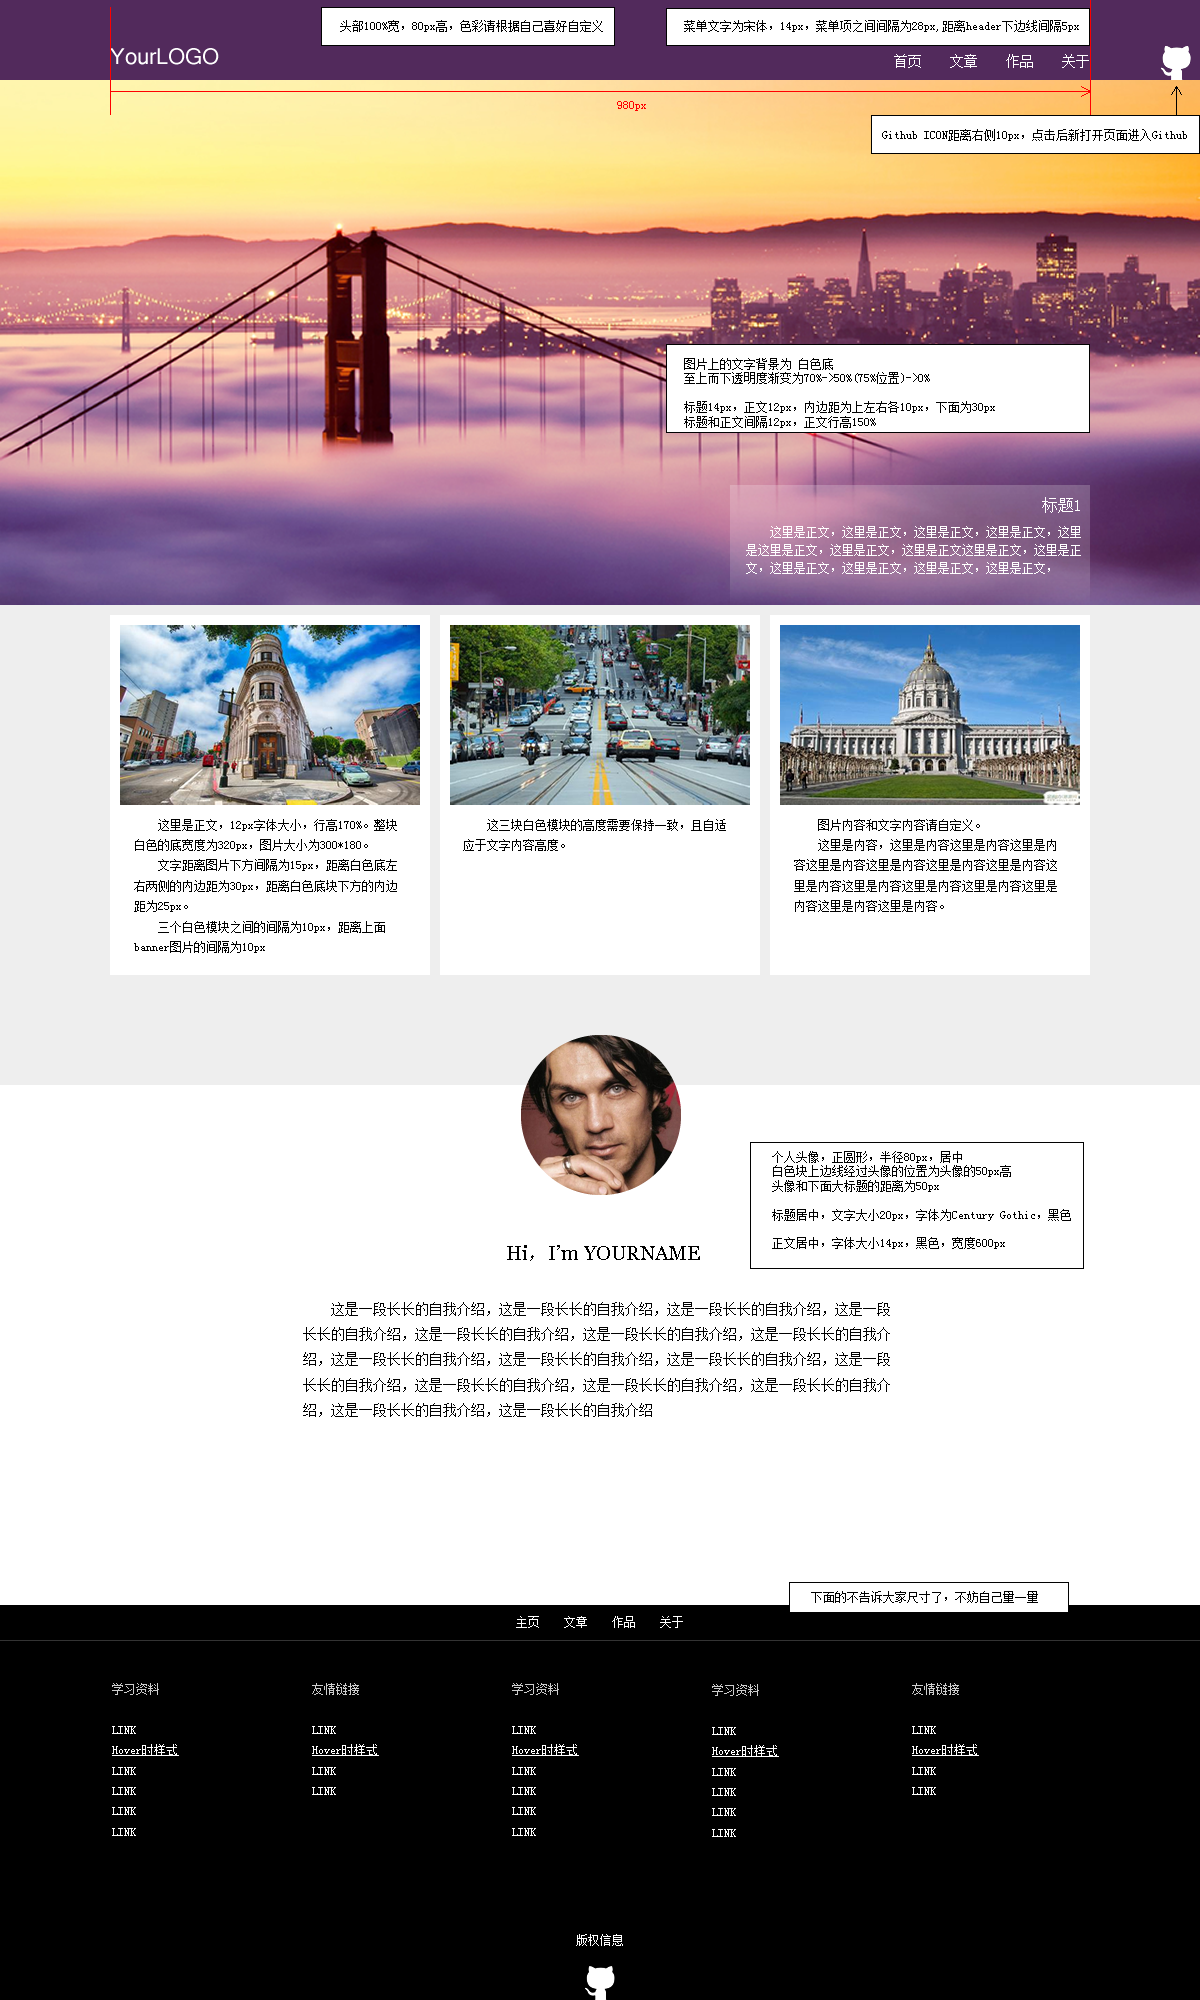 头部100%宽，80px高，色彩请根据自己喜好自定义
菜单文字为宋体，14px，菜单项之间间隔为28px,距离header下边线间隔5px
YourLOGO
首页 文章 作品 关于
980px
Github ICON距离右侧10px，点击后新打开页面进入Github
图片上的文字背景为 白色底
至上而下透明度渐变为70%->50%(75%位置)->0%
标题14px，正文12px，内边距为上左右各10px，下面为30px
标题和正文间隔12px，正文行高150%
标题1
这里是正文，这里是正文，这里是正文，这里是正文，这里
是这里是正文，这里是正文，这里是正文这里是正文，这里是正
文，这里是正文，这里是正文，这里是正文，这里是正文，
这里是正文，12px字体大小，行高170%。整块
白色的底宽度为320px，图片大小为300*180。
文字距离图片下方间隔为15px，距离白色底左
右两侧的内边距为30px，距离白色底块下方的内边
距为25px。
三个白色模块之间的间隔为10px，距离上面
banner图片的间隔为10px
这三块白色模块的高度需要保持一致，且自适
应于文字内容高度。
图片内容和文字内容请自定义。
这里是内容，这里是内容这里是内容这里是内
容这里是内容这里是内容这里是内容这里是内容这
里是内容这里是内容这里是内容这里是内容这里是
内容这里是内容这里是内容。
个人头像，正圆形，半径80px，居中
白色块上边线经过头像的位置为头像的50px高
头像和下面大标题的距离为50px
标题居中，文字大小20px，字体为Century Gothic，黑色
正文居中，字体大小14px，黑色，宽度600px
Hi，I'm YOURNAME
这是一段长长的自我介绍，这是一段长长的自我介绍，这是一段长长的自我介绍，这是一段
长长的自我介绍，这是一段长长的自我介绍，这是一段长长的自我介绍，这是一段长长的自我介
绍，这是一段长长的自我介绍，这是一段长长的自我介绍，这是一段长长的自我介绍，这是一段
长长的自我介绍，这是一段长长的自我介绍，这是一段长长的自我介绍，这是一段长长的自我介
绍，这是一段长长的自我介绍，这是一段长长的自我介绍
下面的不告诉大家尺寸了，不妨自己量一量
主页 文章 作品 关于
学习资料
LINK
Hover时样式
LINK
LINK
LINK
LINK
友情链接
LINK
Hover时样式
LINK
LINK
学习资料
LINK
Hover时样式
LINK
LINK
LINK
LINK
学习资料
LINK
Hover时样式
LINK
LINK
LINK
LINK
友情链接
LINK
Hover时样式
LINK
LINK
版权信息